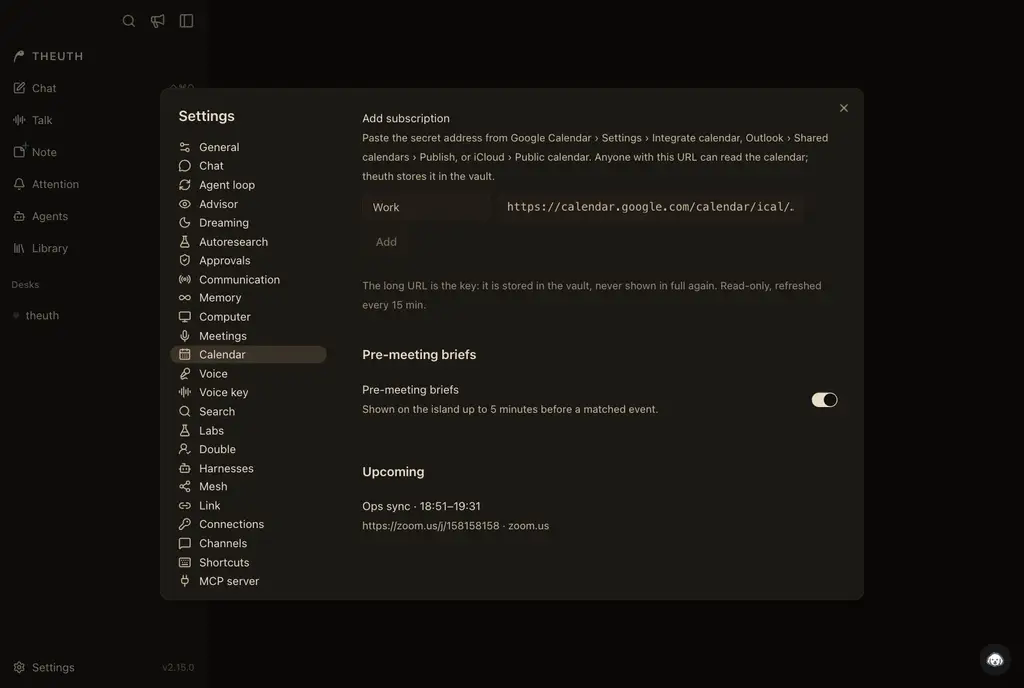 THEUTH
Chat
Talk
Note
Attention
Agents
Library
Desks
theuth
Settings
v2.15.0
Settings
General
Chat
Agent loop
Advisor
Dreaming
Autoresearch
Approvals
Communication
Memory
Computer
Meetings
Calendar
Voice
Voice key
Search
Labs
Double
Harnesses
Mesh
Link
Connections
Channels
Shortcuts
MCP server
Add subscription
Paste the secret address from Google Calendar › Settings › Integrate calendar, Outlook › Shared
calendars › Publish, or iCloud › Public calendar. Anyone with this URL can read the calendar;
theuth stores it in the vault.
Work
https://calendar.google.com/calendar/ical/…
Add
The long URL is the key: it is stored in the vault, never shown in full again. Read-only, refreshed
every 15 min.
Pre-meeting briefs
Pre-meeting briefs
Shown on the island up to 5 minutes before a matched event.
Upcoming
Ops sync · 18:51–19:31
https://zoom.us/j/158158158 · zoom.us